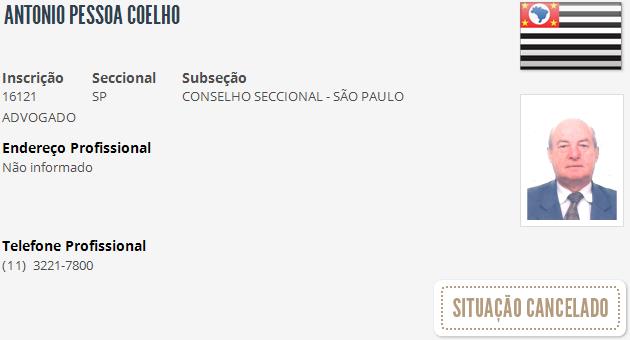 ANTONIO PESSOA COELHO
Inscrição Seccional Subseção
16121 SP CONSELHO SECCIONAL - SÃO PAULO
ADVOGADO
Endereço Profissional
Não informado
Telefone Profissional
(11) 3221-7800
SITUAÇÃO CANCELADO